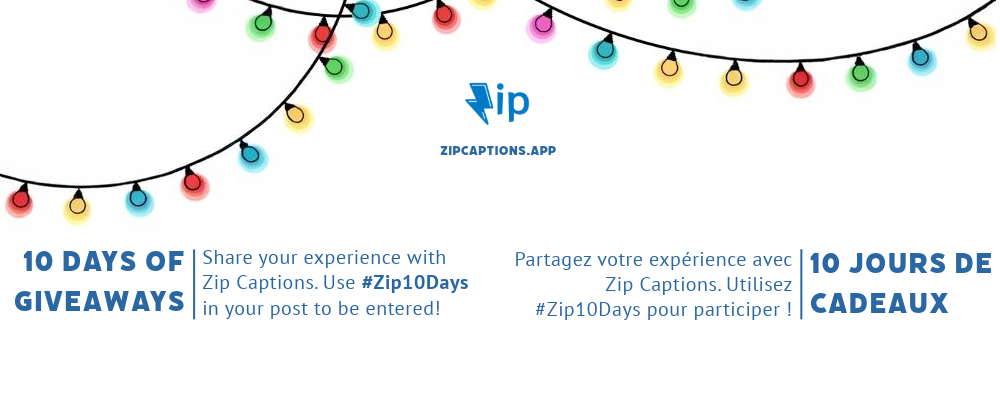 Zip
ZIPCAPTIONS.APP
10 DAYS OF
GIVEAWAYS
Share your experience with
Zip Captions. Use #Zip10Days
in your post to be entered!
Partagez votre expérience avec
Zip Captions. Utilisez
#Zip10Days pour participer !
10 JOURS DE
CADEAUX